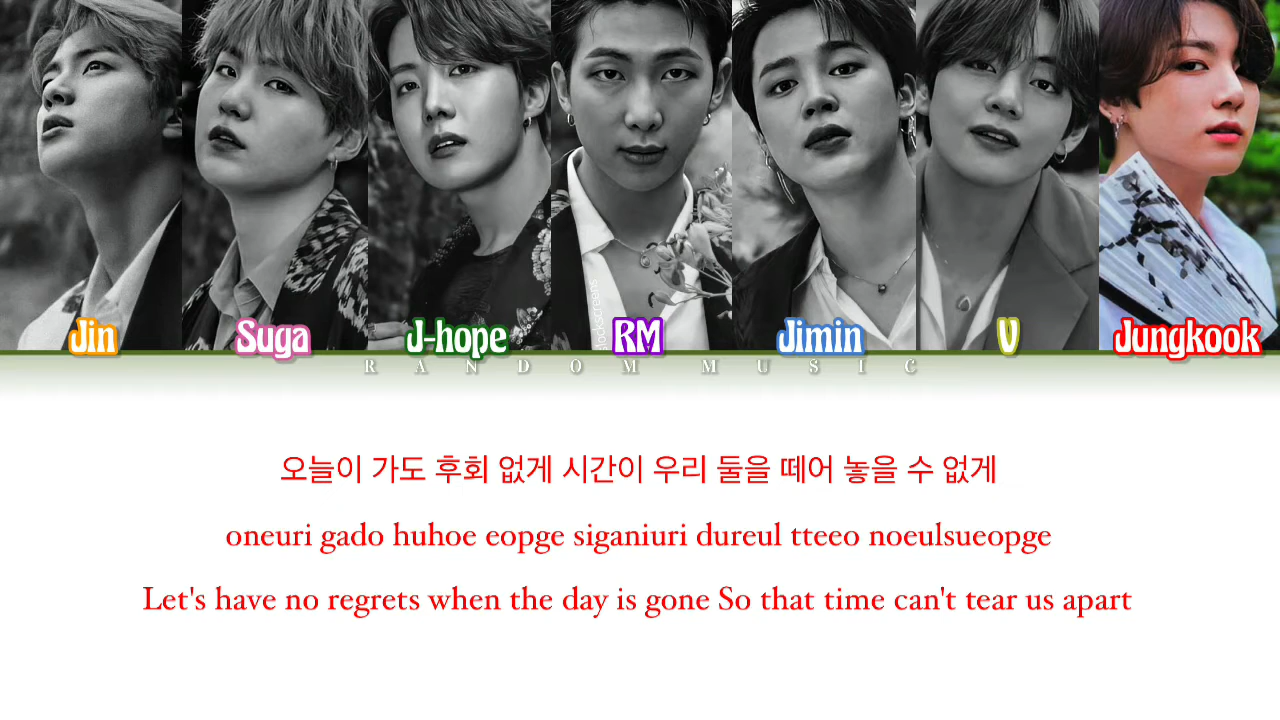 Jin
Suga
J-hope
RM
Jimin
V
Jungkook
RANDOM MUSIC
오늘이 가도 후회 없게 시간이 우리 둘을 떼어 놓을 수 없게
oneuri gado huhoe eopge siganiuri dureul tteeo noeulsueopge
Let's have no regrets when the day is gone So that time can't tear us apart